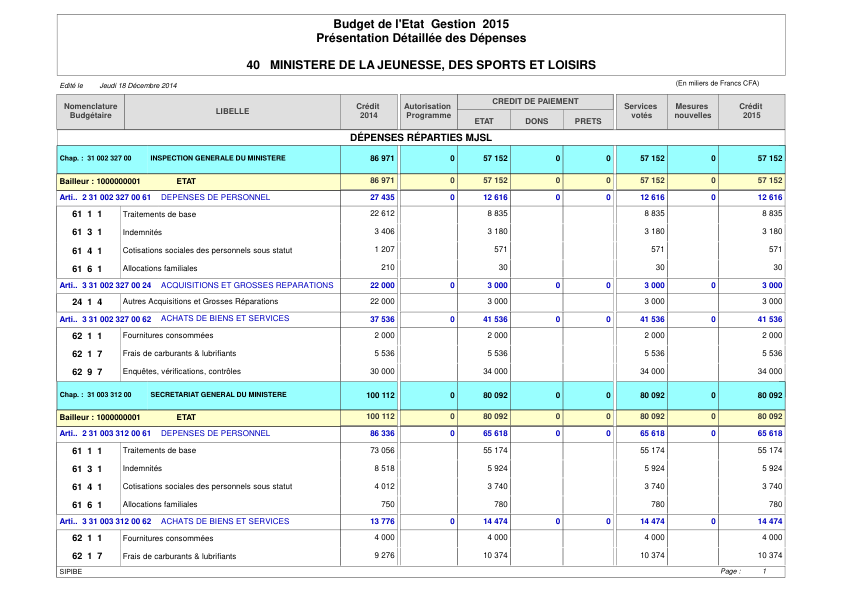 Budget de l'Etat Gestion 2015
Présentation Détaillée des Dépenses
40 MINISTERE DE LA JEUNESSE, DES SPORTS ET LOISIRS
Edité le Jeudi 18 Décembre 2014 (En miliers de Francs CFA)
Nomenclature Budgétaire LIBELLE Crédit 2014 Autorisation Programme CREDIT DE PAIEMENT ETAT DONS PRETS Services votés Mesures nouvelles Crédit 2015
DÉPENSES RÉPARTIES MJSL
Chap. : 31 002 327 00 INSPECTION GENERALE DU MINISTERE 86 971 0 57 152 0 0 57 152 0 57 152
Bailleur : 1000000001 ETAT 86 971 0 57 152 0 0 57 152 0 57 152
Arti.. 2 31 002 327 00 61 DEPENSES DE PERSONNEL 27 435 0 12 616 0 0 12 616 0 12 616
61 1 1 Traitements de base 22 612 8 835 8 835 8 835
61 3 1 Indemnités 3 406 3 180 3 180 3 180
61 4 1 Cotisations sociales des personnels sous statut 1 207 571 571 571
61 6 1 Allocations familiales 210 30 30 30
Arti.. 3 31 002 327 00 24 ACQUISITIONS ET GROSSES REPARATIONS 22 000 0 3 000 0 0 3 000 0 3 000
24 1 4 Autres Acquisitions et Grosses Réparations 22 000 3 000 3 000 3 000
Arti.. 3 31 002 327 00 62 ACHATS DE BIENS ET SERVICES 37 536 0 41 536 0 0 41 536 0 41 536
62 1 1 Fournitures consommées 2 000 2 000 2 000 2 000
62 1 7 Frais de carburants & lubrifiants 5 536 5 536 5 536 5 536
62 9 7 Enquêtes, vérifications, contrôles 30 000 34 000 34 000 34 000
Chap. : 31 003 312 00 SECRETARIAT GENERAL DU MINISTERE 100 112 0 80 092 0 0 80 092 0 80 092
Bailleur : 1000000001 ETAT 100 112 0 80 092 0 0 80 092 0 80 092
Arti.. 2 31 003 312 00 61 DEPENSES DE PERSONNEL 86 336 0 65 618 0 0 65 618 0 65 618
61 1 1 Traitements de base 73 056 55 174 55 174 55 174
61 3 1 Indemnités 8 518 5 924 5 924 5 924
61 4 1 Cotisations sociales des personnels sous statut 4 012 3 740 3 740 3 740
61 6 1 Allocations familiales 750 780 780 780
Arti.. 3 31 003 312 00 62 ACHATS DE BIENS ET SERVICES 13 776 0 14 474 0 0 14 474 0 14 474
62 1 1 Fournitures consommées 4 000 4 000 4 000 4 000
62 1 7 Frais de carburants & lubrifiants 9 276 10 374 10 374 10 374
SIPIBE Page : 1